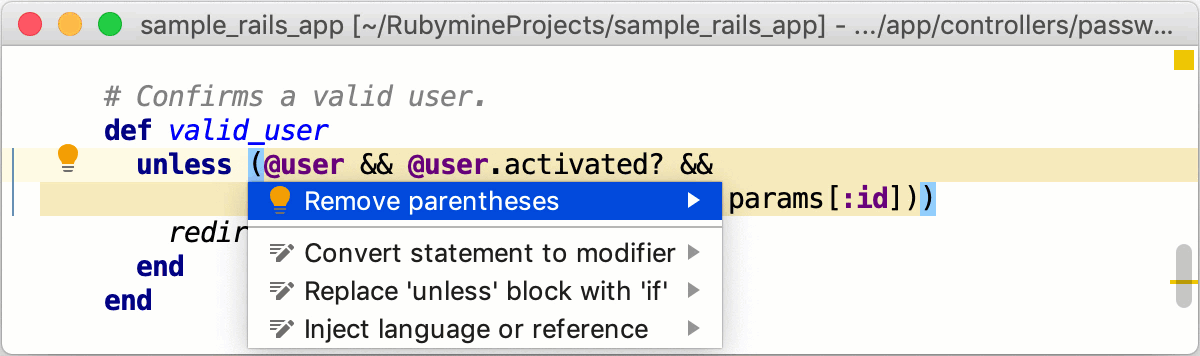 sample_rails_app [~/RubymineProjects/sample_rails_app] - .../app/controllers/passw...
# Confirms a valid user.
def valid_user
unless (@user && @user.activated? &&
Remove parentheses
params[:id]))
redir
Convert statement to modifier
end
Replace 'unless' block with 'if'
end
Inject language or reference